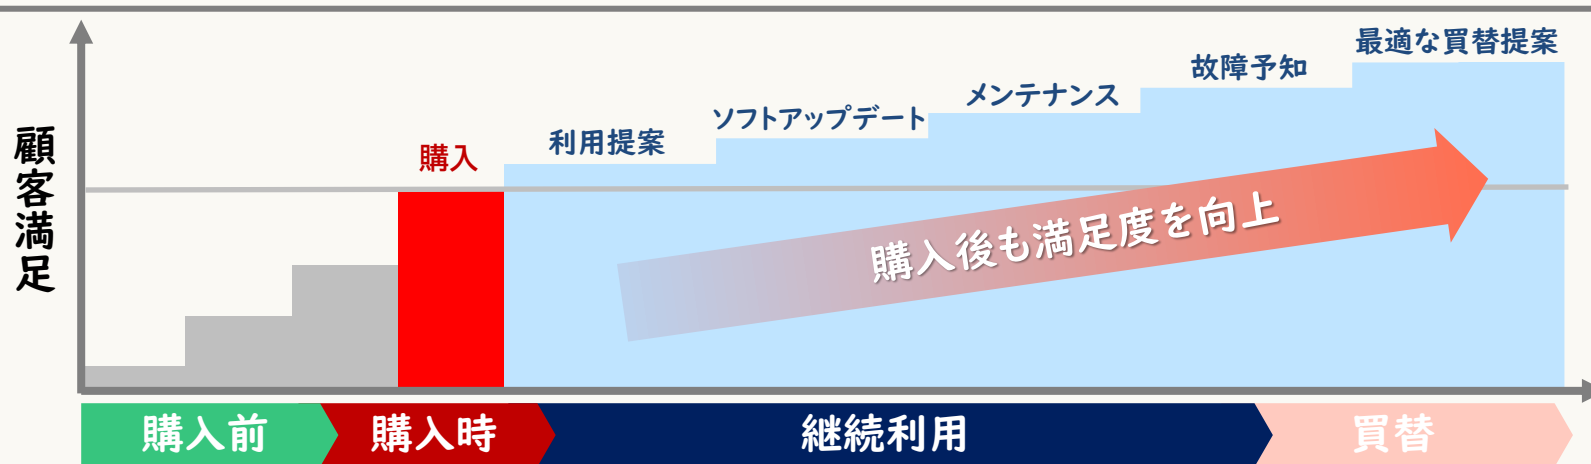 最適な買替提案
故障予知
メンテナンス
ソフトアップデート
利用提案
購入
顧客満足
購入後も満足度を向上
購入前
購入時
継続利用
買替